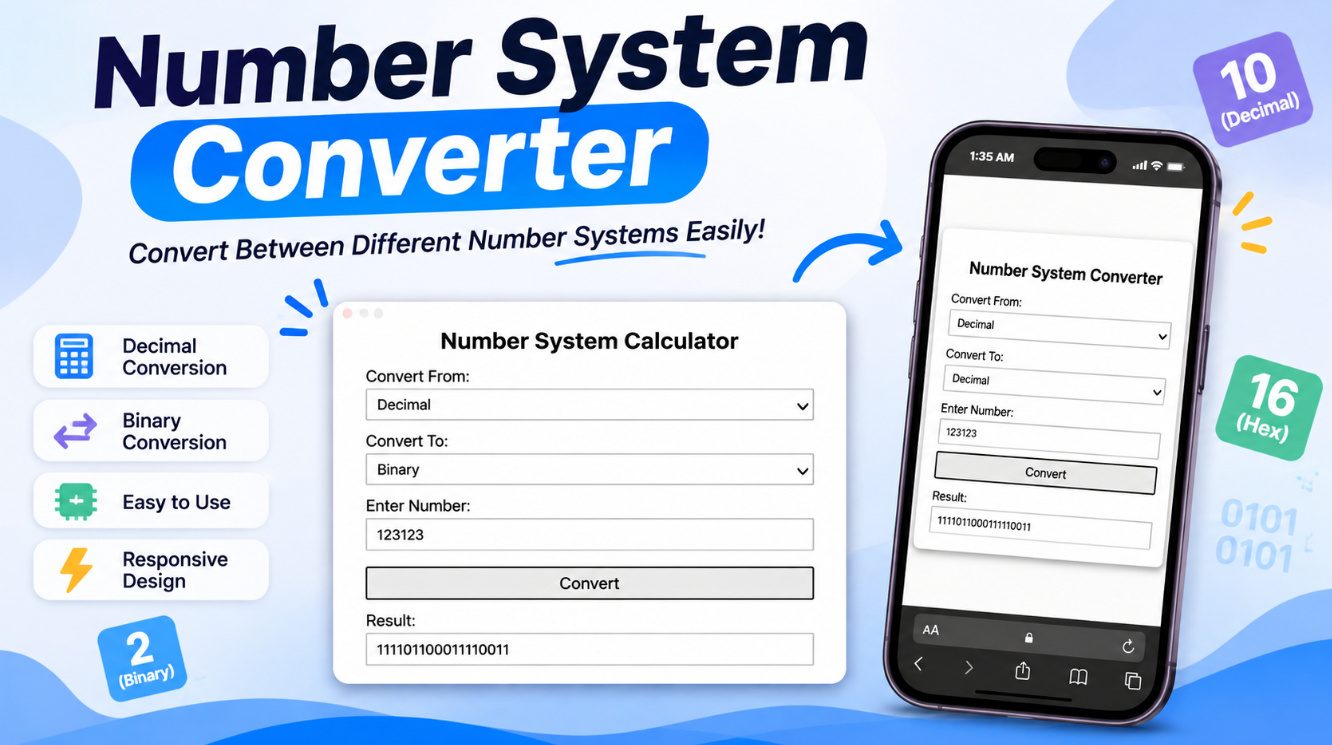 Number System
Converter
Convert Between Different Number Systems Easily!
Decimal
Conversion
Binary
Conversion
Easy to Use
Responsive
Design
2
(Binary)
Number System Calculator
Convert From:
Decimal
Convert To:
Binary
Enter Number:
123123
Convert
Result:
11110110001111​0011
1:35 AM
Number System Converter
Convert From:
Decimal
Convert To:
Decimal
Enter Number:
123123
Convert
Result:
1111011000111110011
AA
10
(Decimal)
16
(Hex)
0101
0101